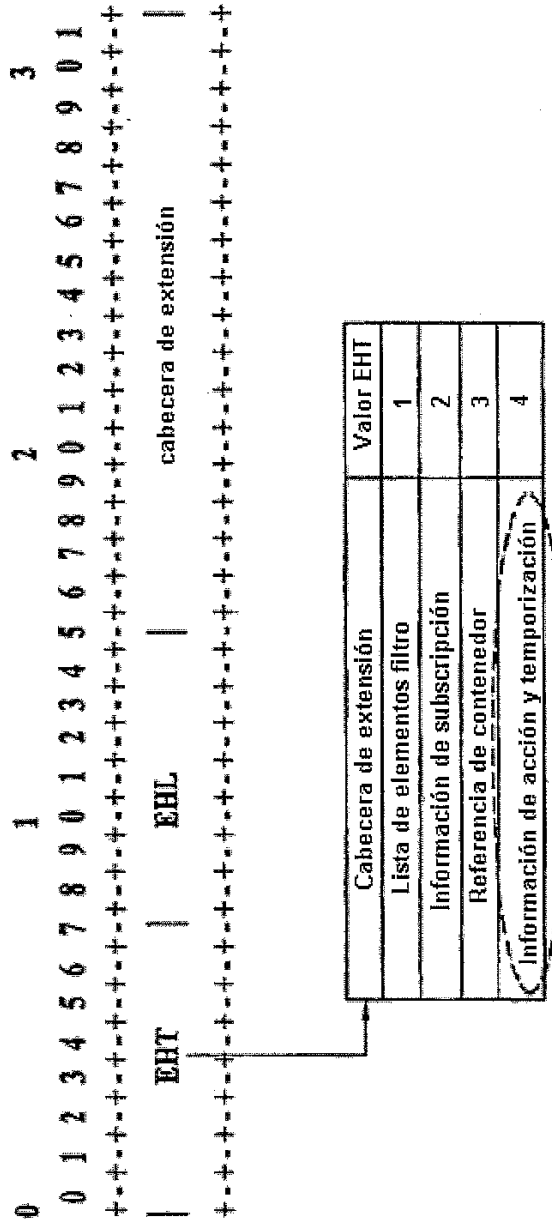 0 1 2 3
0 1 2 3 4 5 6 7 8 9 0 1 2 3 4 5 6 7 8 9 0 1 2 3 4 5 6 7 8 9 0 1
+-+-+-+-+-+-+-+-+-+-+-+-+-+-+-+-+-+-+-+-+-+-+-+-+-+-+-+-+-+-+-+-+
| EHT | EHL | cabecera de extensión |
+-+-+-+-+-+-+-+-+-+-+-+-+-+-+-+-+-+-+-+-+-+-+-+-+-+-+-+-+-+-+-+-+
Cabecera de extensión Valor EHT
Lista de elementos filtro 1
Información de subscripción 2
Referencia de contenedor 3
Información de acción y temporización 4